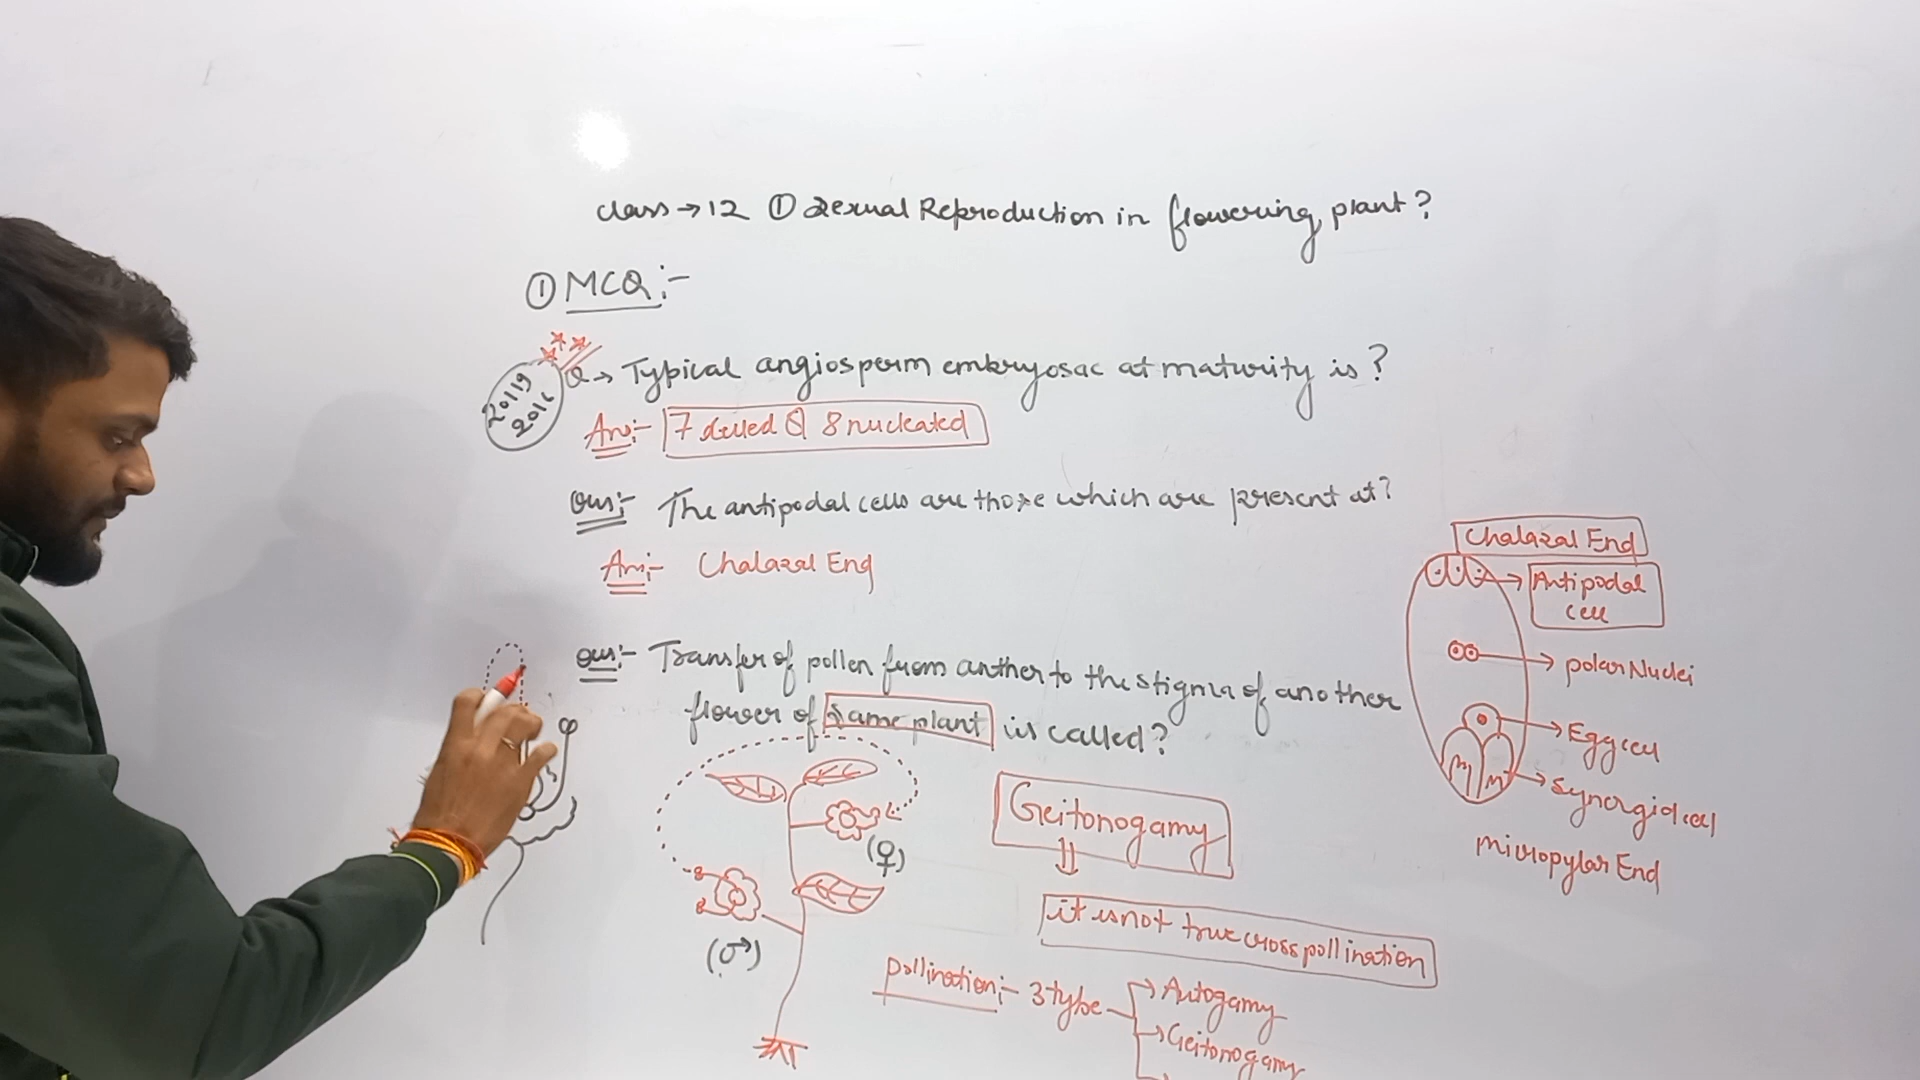 class → 12 ① Sexual Reproduction in flowering plant?
① MCQ:-
2019
2016
Q → Typical angiosperm embryosac at maturity is?
Ans:- 7 celled & 8 nucleated
Ques:- The antipodal cells are those which are present at?
Ans:- Chalazal End
Ques:- Transfer of pollen from anther to the stigma of another
flower of same plant is called?
Geitonogamy
⇓
it is not true cross pollination
(♀)
(♂)
Pollination:- 3 type
→ Autogamy
→ Geitonogamy
Chalazal End
→ Antipodal
cell
→ polar Nuclei
→ Egg cell
→ Synergid cell
Micropylar End